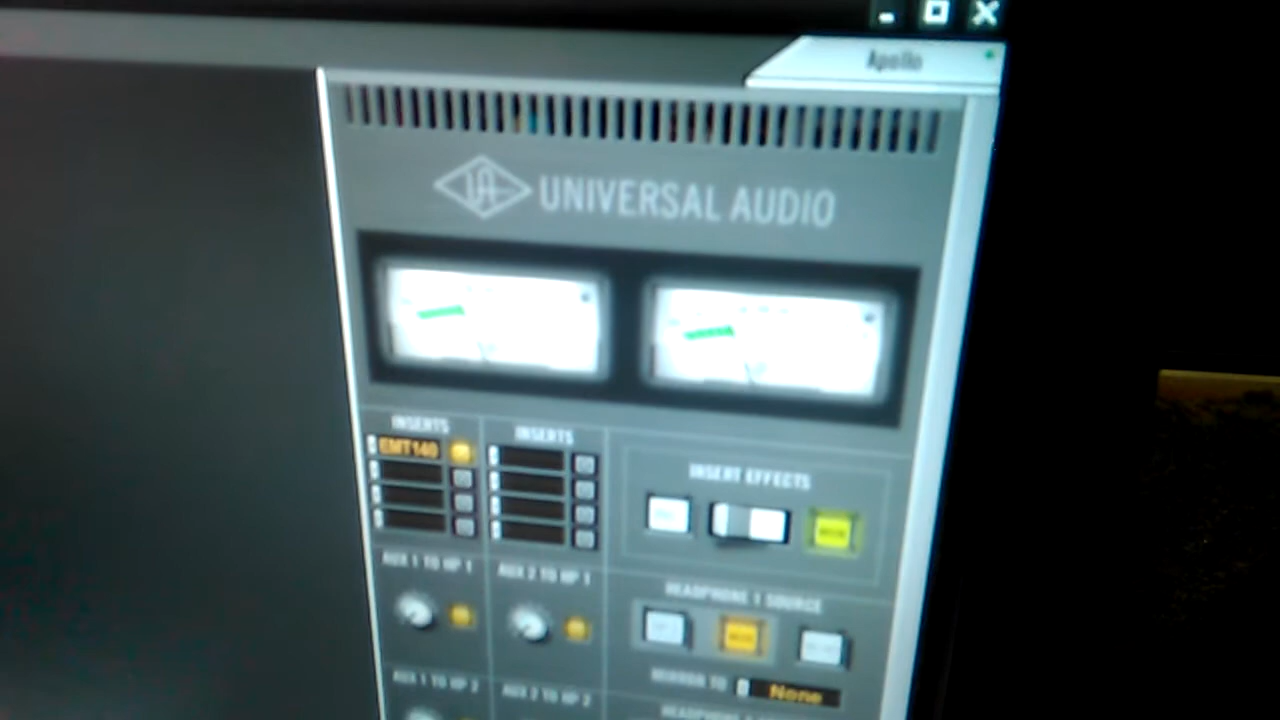 Apollo
UNIVERSAL AUDIO
INSERTS
INSERTS
EMT140
INSERT EFFECTS
AUX 1 TO HP 1
AUX 2 TO HP 1
HEADPHONE 1 SOURCE
MIRROR TO
None
AUX 1 TO HP 2
AUX 2 TO HP 2